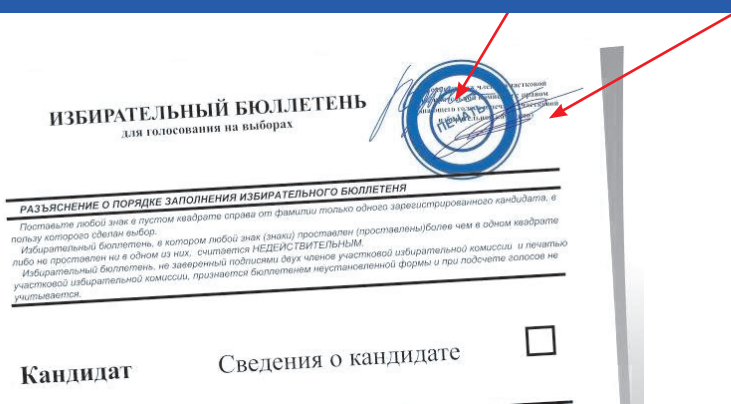 ИЗБИРАТЕЛЬНЫЙ БЮЛЛЕТЕНЬ
для голосования на выборах
ПЕЧАТЬ
РАЗЪЯСНЕНИЕ О ПОРЯДКЕ ЗАПОЛНЕНИЯ ИЗБИРАТЕЛЬНОГО БЮЛЛЕТЕНЯ
Поставьте любой знак в пустом квадрате справа от фамилии только одного зарегистрированного кандидата, в
пользу которого сделан выбор.
Избирательный бюллетень, в котором любой знак (знаки) проставлен (проставлены)более чем в одном квадрате
либо не проставлен ни в одном из них, считается НЕДЕЙСТВИТЕЛЬНЫМ.
Избирательный бюллетень, не заверенный подписями двух членов участковой избирательной комиссии и печатью
участковой избирательной комиссии, признается бюллетенем неустановленной формы и при подсчете голосов не
учитывается.
Кандидат
Сведения о кандидате